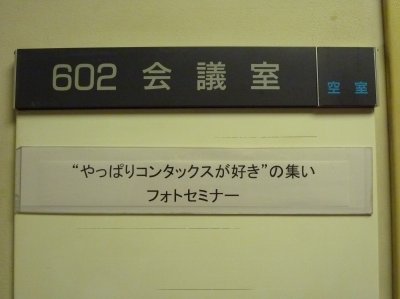 602 会議室 空室
“やっぱりコンタックスが好き”の集い
フォトセミナー